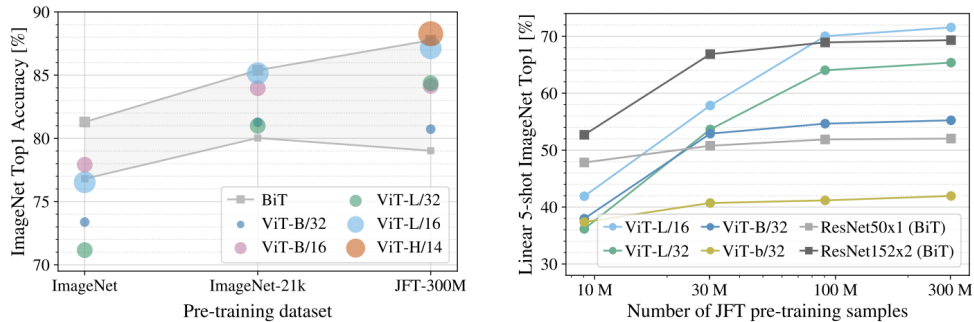 ImageNet Top1 Accuracy [%]
90
85
80
75
70
BiT
ViT-B/32
ViT-B/16
ViT-L/32
ViT-L/16
ViT-H/14
ImageNet
ImageNet-21k
JFT-300M
Pre-training dataset
Linear 5-shot ImageNet Top1 [%]
70
60
50
40
30
ViT-L/16
ViT-L/32
ViT-B/32
ViT-b/32
ResNet50x1 (BiT)
ResNet152x2 (BiT)
10 M
30 M
100 M
300 M
Number of JFT pre-training samples